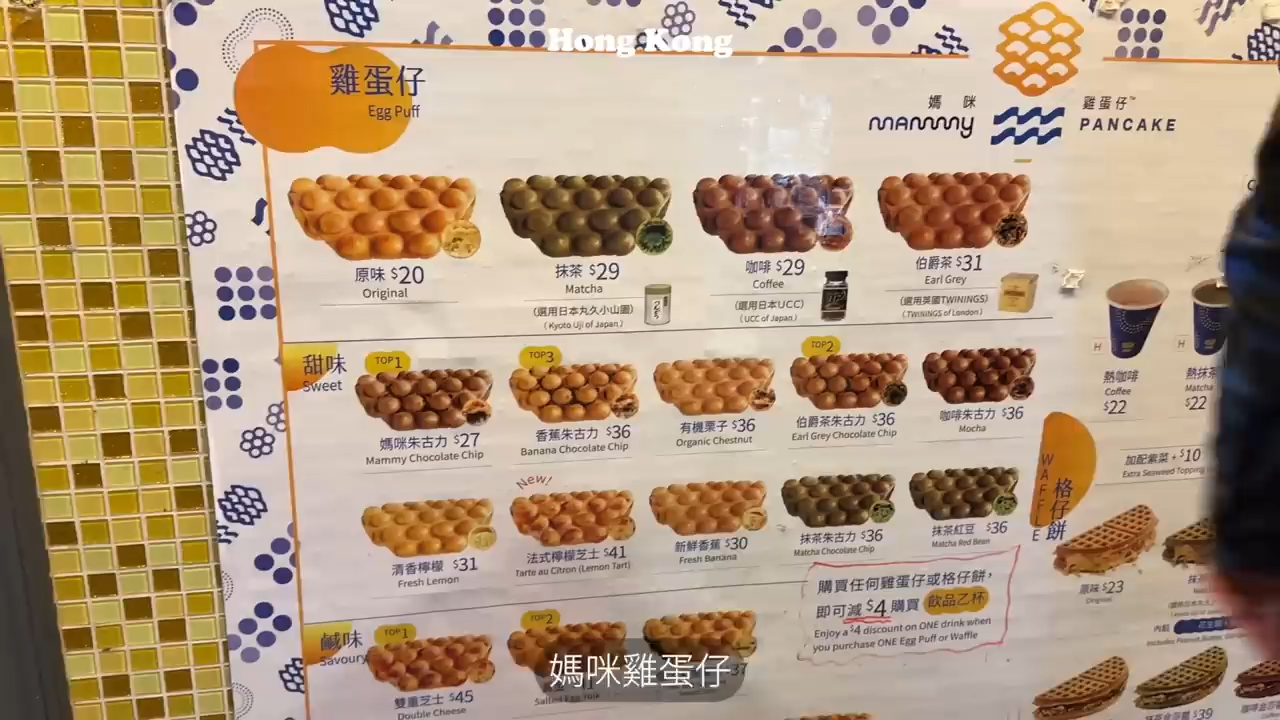 Hong Kong
雞蛋仔
Egg Puff
媽咪
mammy
雞蛋仔™
PANCAKE
原味 $20
Original
抹茶 $29
Matcha
(選用日本丸久小山園)
(Kyoto Uji of Japan)
咖啡 $29
Coffee
(選用日本UCC)
(UCC of Japan)
伯爵茶 $31
Earl Grey
(選用英國TWININGS)
(TWININGS of London)
甜味
Sweet
TOP1
媽咪朱古力 $27
Mammy Chocolate Chip
TOP3
香蕉朱古力 $36
Banana Chocolate Chip
有機栗子 $36
Organic Chestnut
TOP2
伯爵茶朱古力 $36
Earl Grey Chocolate Chip
咖啡朱古力 $36
Mocha
清香檸檬 $31
Fresh Lemon
New!
法式檸檬芝士 $41
Tarte au Citron (Lemon Tart)
新鮮香蕉 $30
Fresh Banana
抹茶朱古力 $36
Matcha Chocolate Chip
抹茶紅豆 $36
Matcha Red Bean
購買任何雞蛋仔或格仔餅,
即可減 $4 購買 飲品乙杯
Enjoy a $4 discount on ONE drink when
you purchase ONE Egg Puff or Waffle
鹹味
Savoury
TOP1
雙重芝士 $45
Double Cheese
TOP2
Salted Egg Yolk
H
熱咖啡
Coffee
$22
H
熱抹茶
Matcha
$22
加配紫菜 + $10
Extra Seaweed Topping
WAFFLE
格仔餅
原味 $23
Original
媽咪雞蛋仔